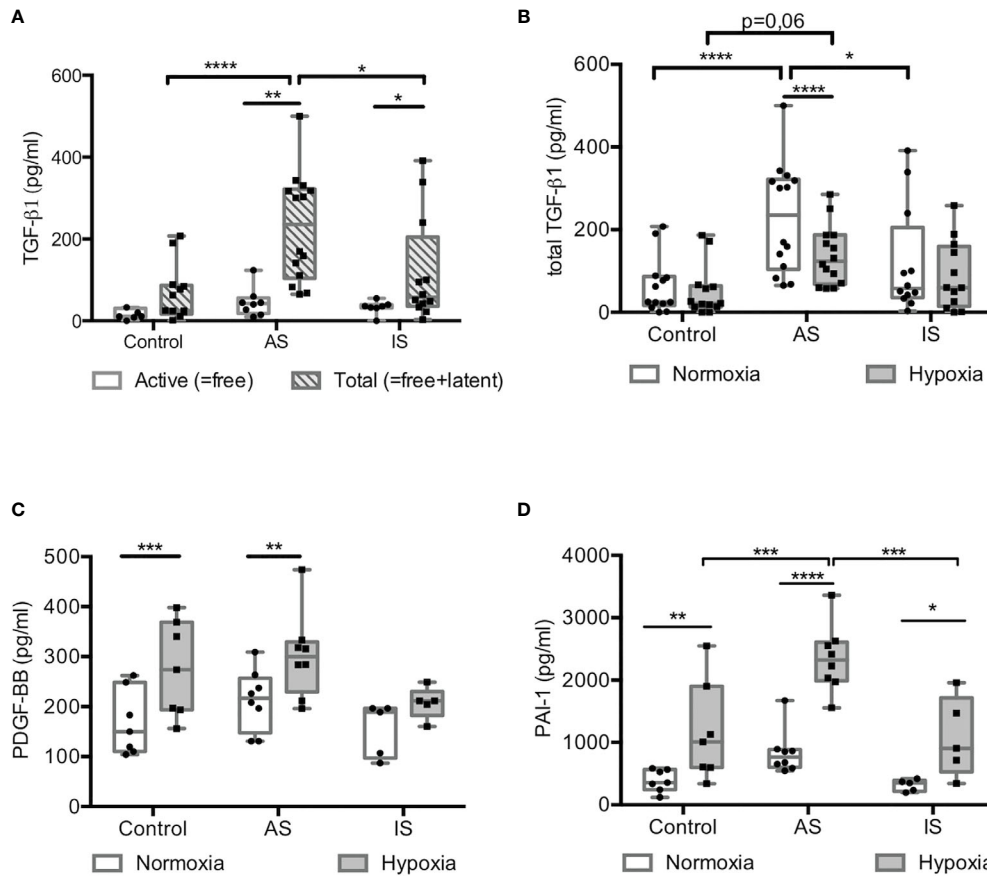 A
TGF-β1 (pg/ml)
600
400
200
0
****
*
**
*
Control AS IS
Active (=free) Total (=free+latent)
B
total TGF-β1 (pg/ml)
600
400
200
0
p=0,06
****
*
****
Control AS IS
Normoxia Hypoxia
C
PDGF-BB (pg/ml)
500
400
300
200
100
0
***
**
Control AS IS
Normoxia Hypoxia
D
PAI-1 (pg/ml)
4000
3000
2000
1000
0
***
***
****
**
*
Control AS IS
Normoxia Hypoxia